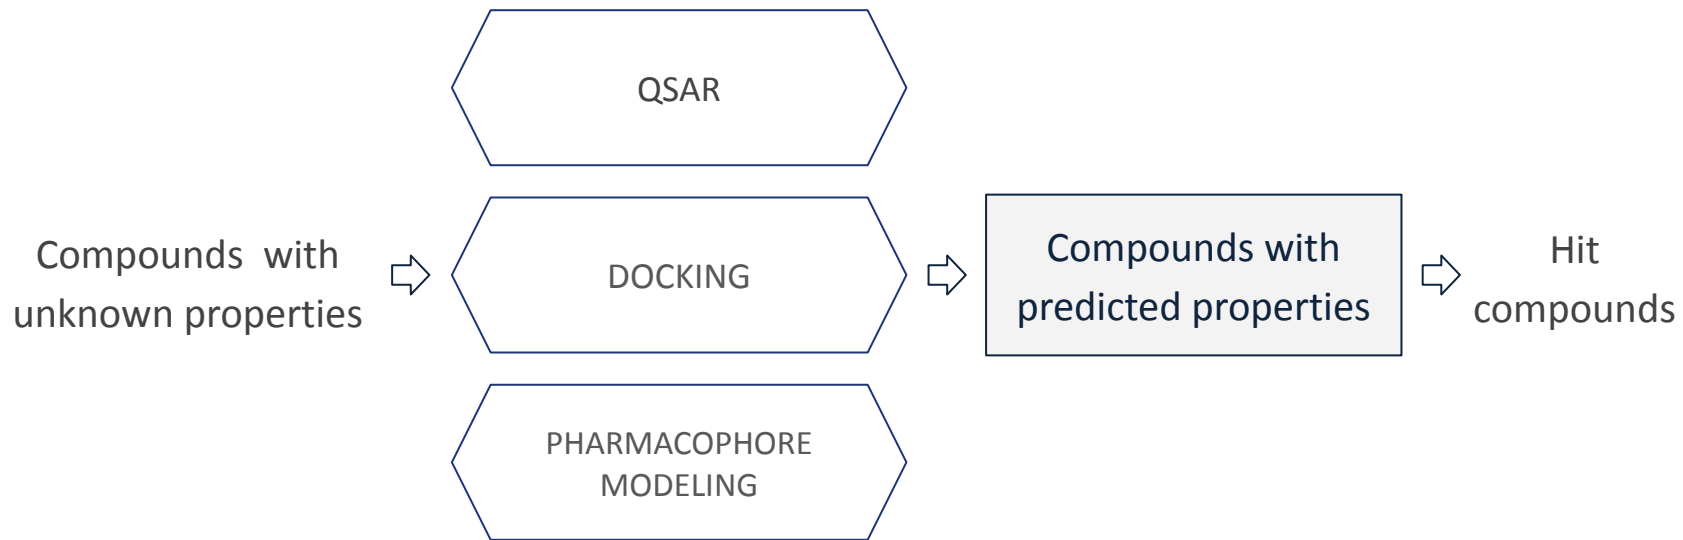 QSAR
Compounds with
unknown properties
DOCKING
Compounds with
predicted properties
Hit
compounds
PHARMACOPHORE
MODELING